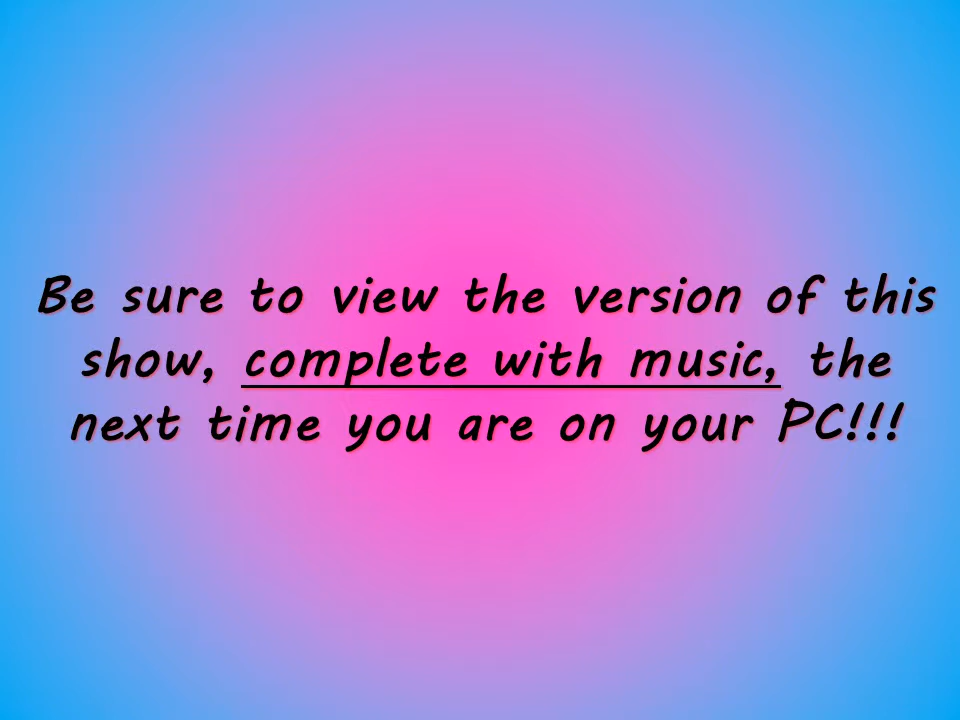 Be sure to view the version of this
show, complete with music, the
next time you are on your PC!!!